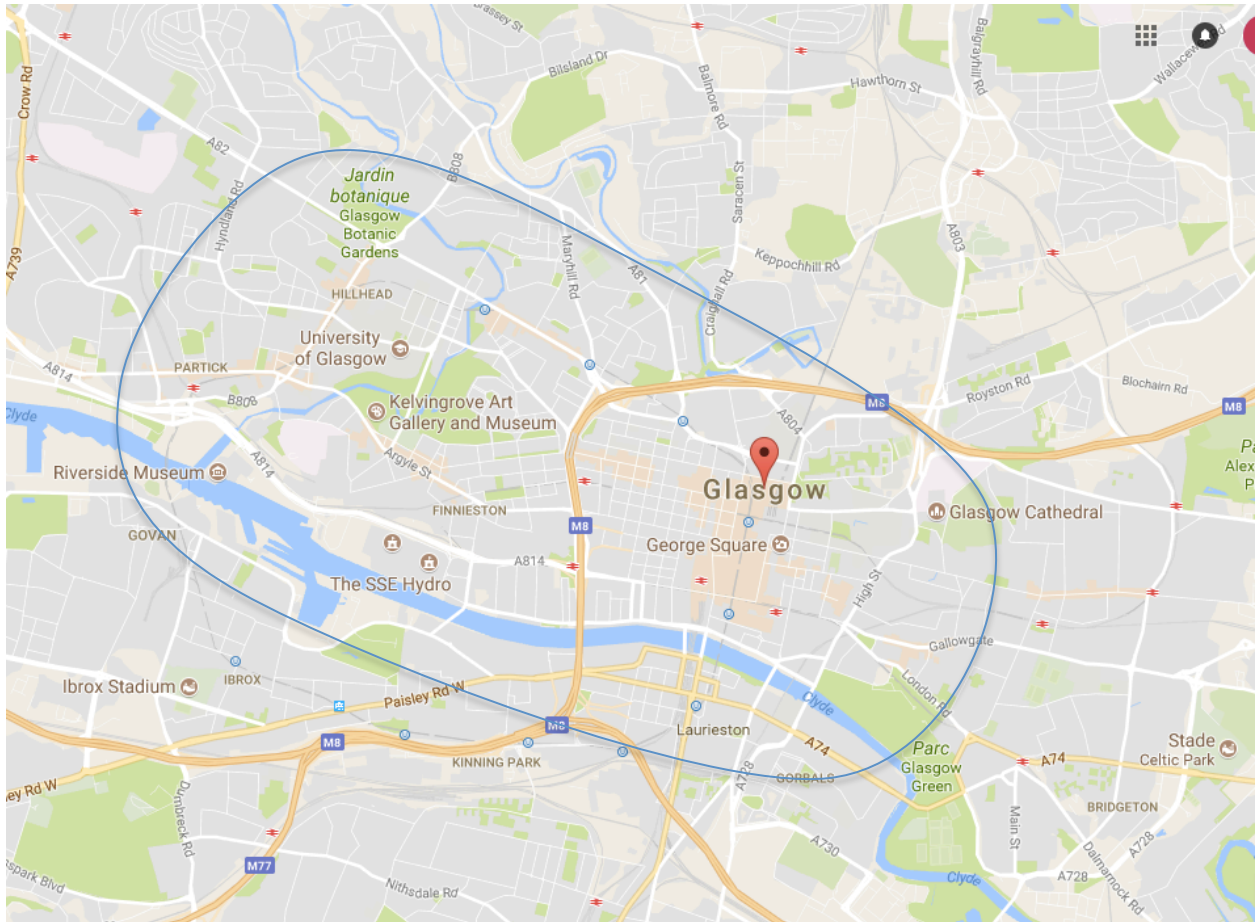 Brassey St
Bilsland Dr
Balmore Rd
Hawthorn St
Balgrayhill Rd
Crow Rd
A82
B808
Saracen St
Jardin
botanique
Glasgow
Botanic
Gardens
Hyndland Rd
A803
A739
Maryhill Rd
A81
Keppochhill Rd
Craighall Rd
HILLHEAD
University
of Glasgow
PARTICK
A814
B808
Clyde
Kelvingrove Art
Gallery and Museum
A804
M8
Royston Rd
Blochairn Rd
M8
Argyle St
A814
Riverside Museum
Glasgow
FINNIESTON
Glasgow Cathedral
GOVAN
M8
George Square
A814
The SSE Hydro
High St
Gallowgate
Ibrox Stadium
IBROX
Paisley Rd W
London Rd
Clyde
M8
M8
Laurieston
A74
KINNING PARK
GORBALS
A728
Parc
Glasgow
Green
A74
Stade
Celtic Park
ley Rd W
Dumbreck Rd
Main St
BRIDGETON
A728
A730
Dalmarnock Rd
M77
Nithsdale Rd
Clyde
A728